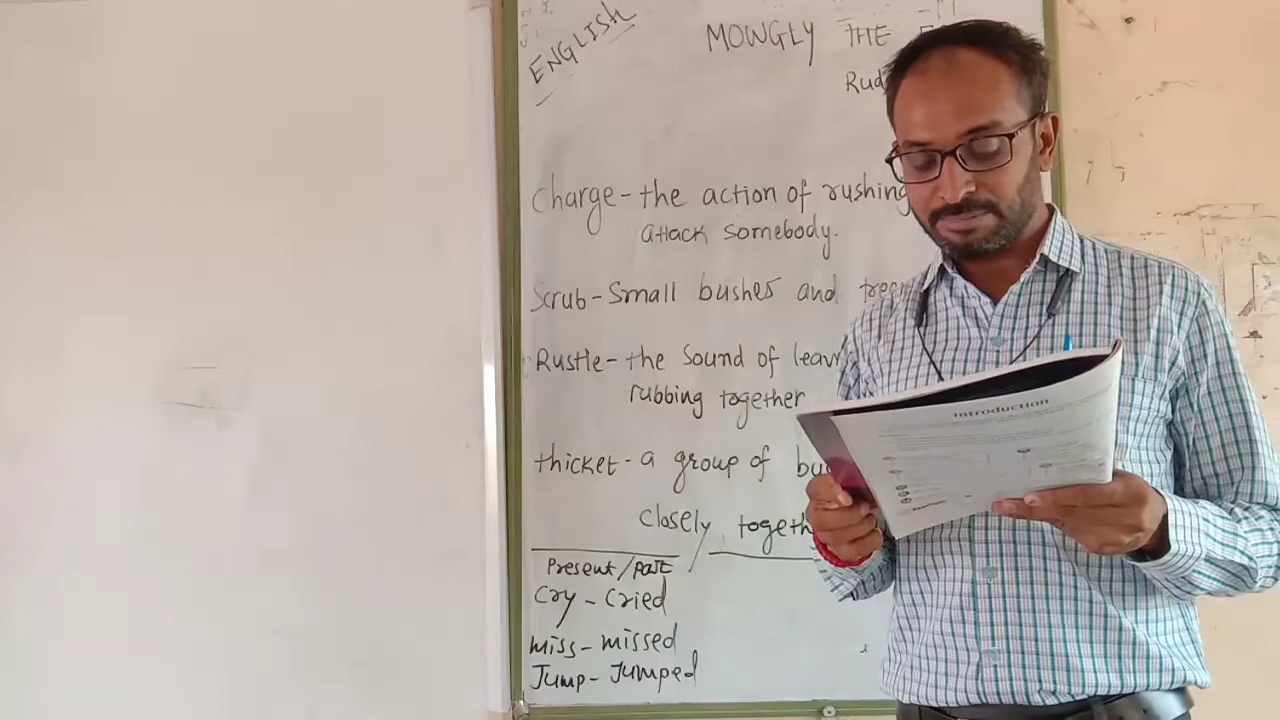 ENGLISH
MOWGLY THE
Rud
Charge - the action of rushing
attack somebody.
Scrub - Small bushes and
Rustle - the sound of
rubbing together
thicket - a group of
closely together
Present / past
Cry - Cried
miss - missed
Jump - Jumped
Introduction